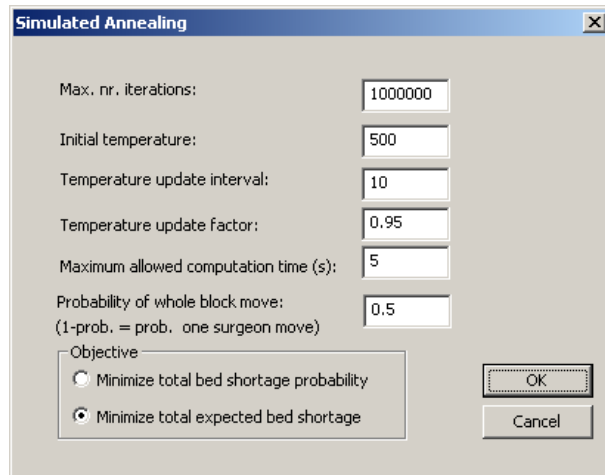 Simulated Annealing
Max. nr. iterations:
1000000
Initial temperature:
500
Temperature update interval:
10
Temperature update factor:
0.95
Maximum allowed computation time (s):
5
Probability of whole block move:
(1-prob. = prob. one surgeon move)
0.5
Objective
Minimize total bed shortage probability
Minimize total expected bed shortage
OK
Cancel